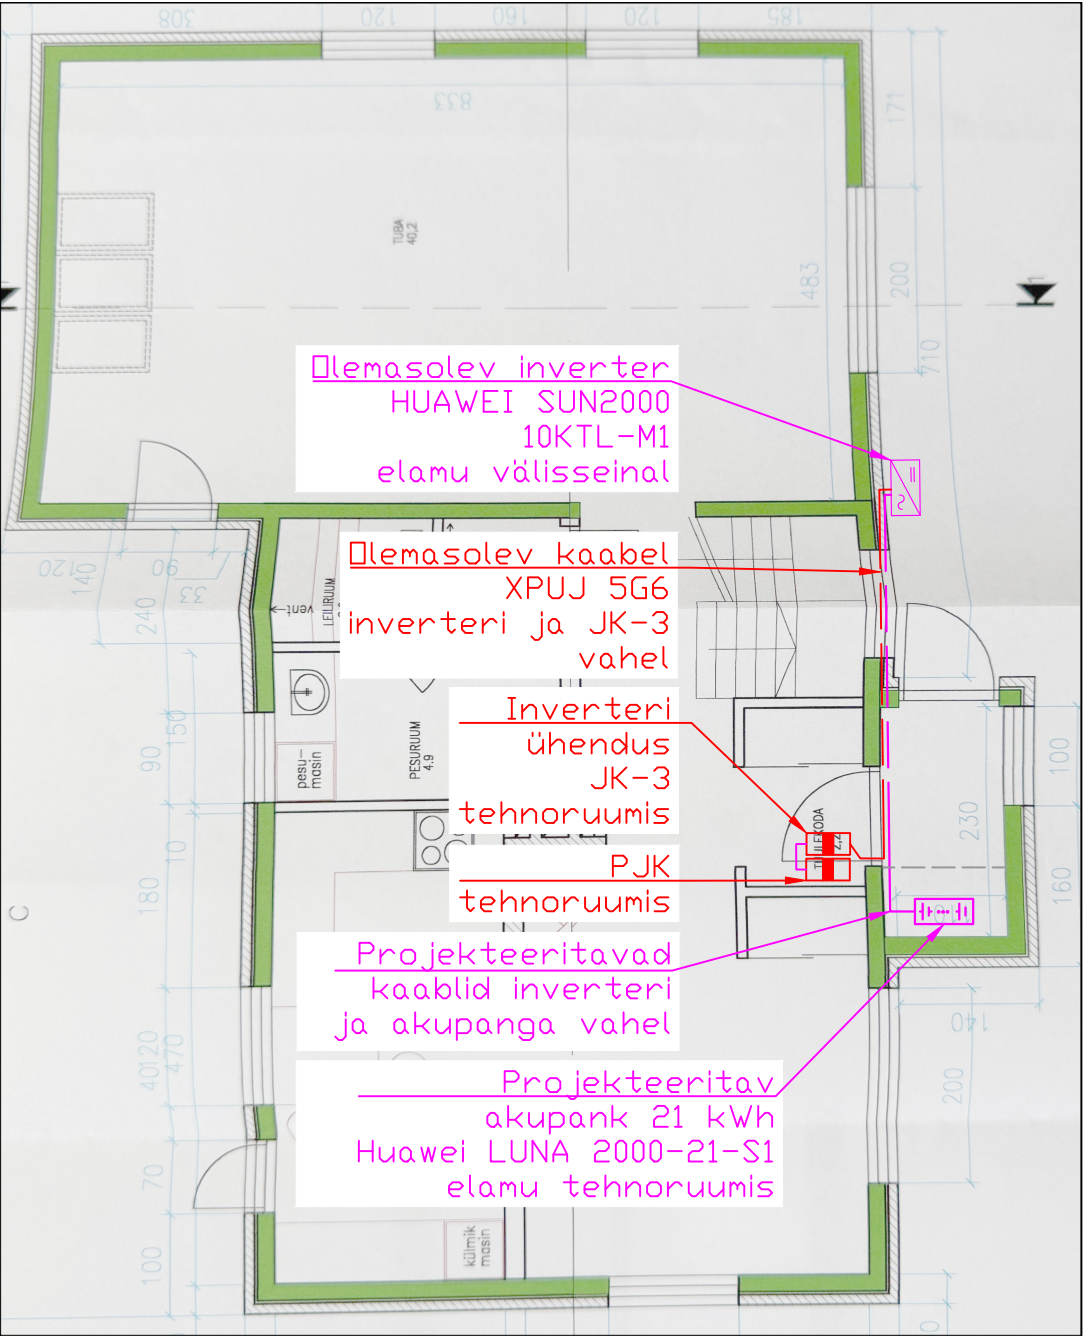 308
120
160
120
185
833
171
TUBA
40,2
483
200
710
1
Olemasolev inverter
HUAWEI SUN2000
10KTL-M1
elamu välisseinal
Olemasolev kaabel
XPUJ 5G6
inverteri ja JK-3
vahel
120
90
33
140
240
vent
LEILIRUUM
150
90
pesu-
masin
PESURUUM
4.9
Inverteri
ühendus
JK-3
tehnoruumis
PJK
tehnoruumis
100
230
160
10
180
C
Projekteeritavad
kaablid inverteri
ja akupanga vahel
140
200
Projekteeritav
akupank 21 kWh
Huawei LUNA 2000-21-S1
elamu tehnoruumis
40
120
470
70
100
külmik
masin